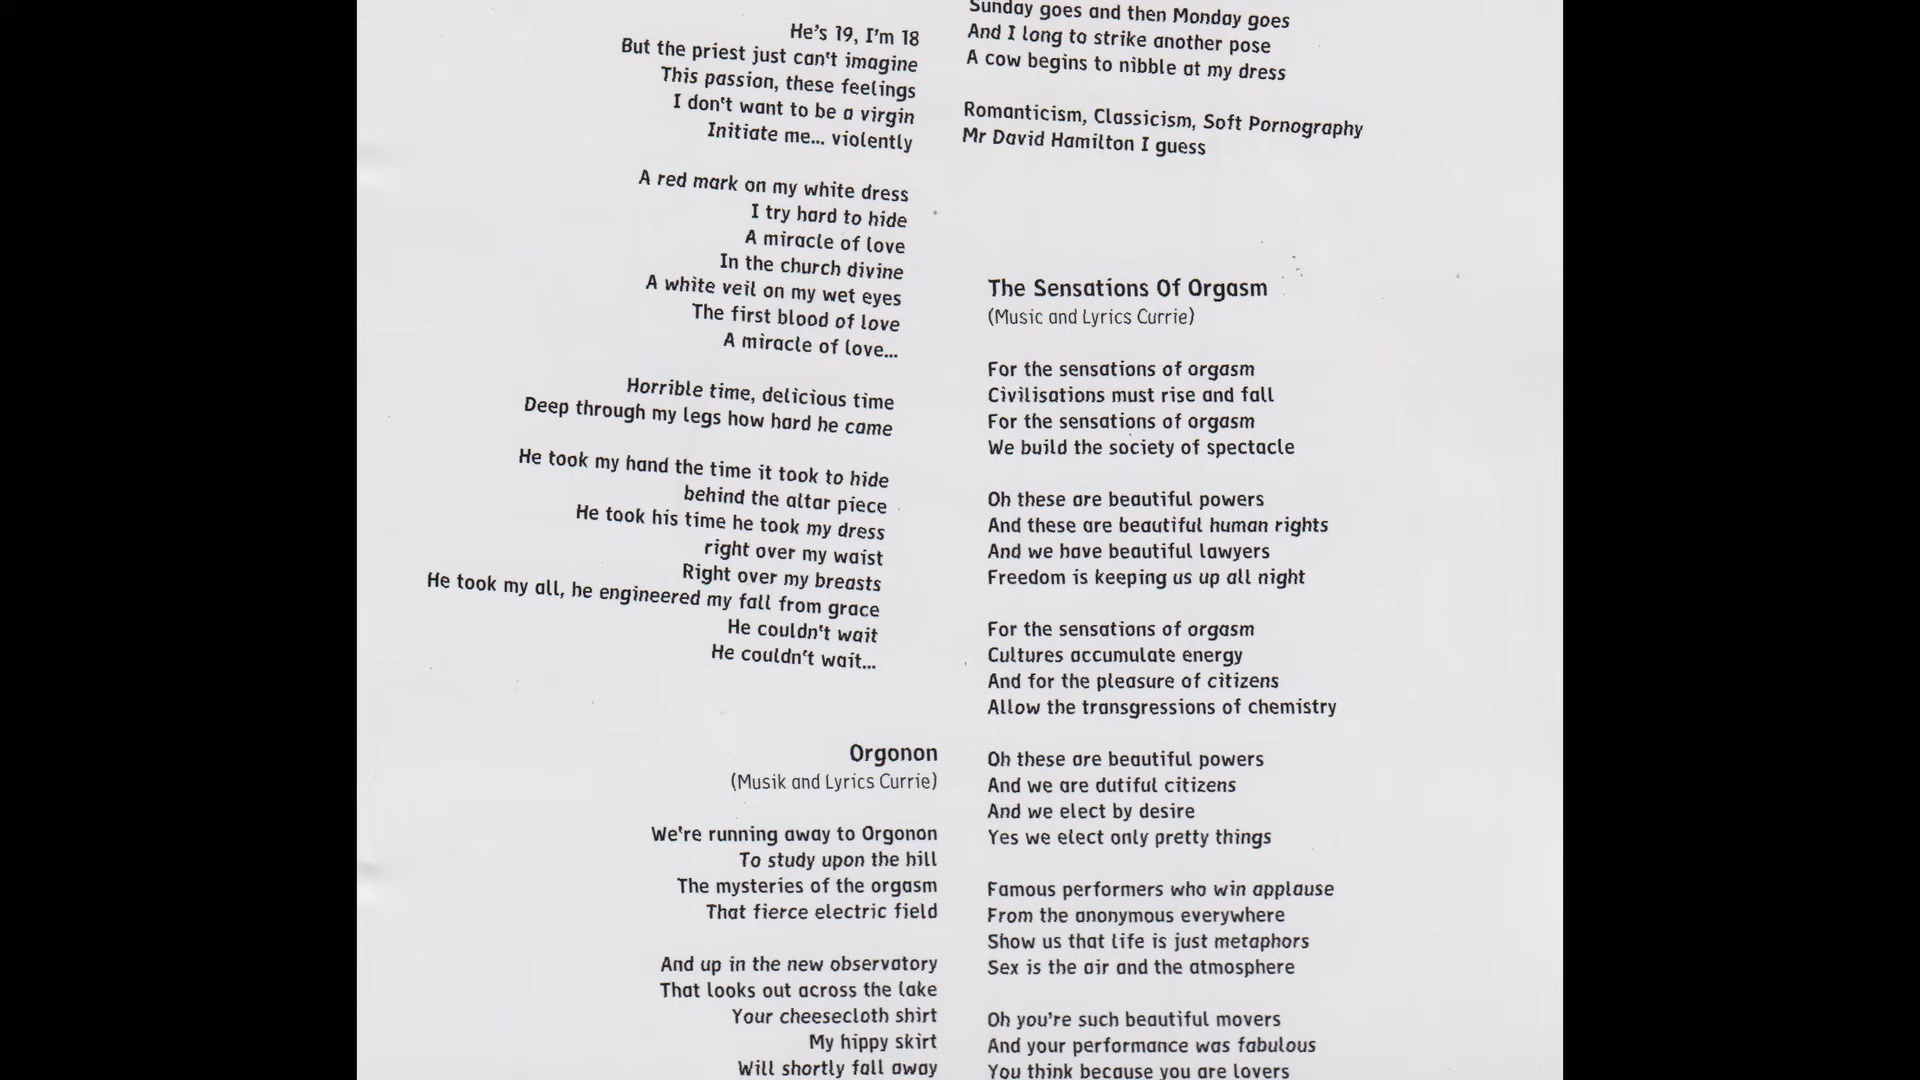 He's 19, I'm 18
But the priest just can't imagine
This passion, these feelings
I don't want to be a virgin
Initiate me... violently
A red mark on my white dress
I try hard to hide
A miracle of love
In the church divine
A white veil on my wet eyes
The first blood of love
A miracle of love...
Horrible time, delicious time
Deep through my legs how hard he came
He took my hand the time it took to hide
behind the altar piece
He took his time he took my dress
right over my waist
Right over my breasts
He took my all, he engineered my fall from grace
He couldn't wait
He couldn't wait...
Orgonon
(Musik and Lyrics Currie)
We're running away to Orgonon
To study upon the hill
The mysteries of the orgasm
That fierce electric field
And up in the new observatory
That looks out across the lake
Your cheesecloth shirt
My hippy skirt
Will shortly fall away
Sunday goes and then Monday goes
And I long to strike another pose
A cow begins to nibble at my dress
Romanticism, Classicism, Soft Pornography
Mr David Hamilton I guess
The Sensations Of Orgasm
(Music and Lyrics Currie)
For the sensations of orgasm
Civilisations must rise and fall
For the sensations of orgasm
We build the society of spectacle
Oh these are beautiful powers
And these are beautiful human rights
And we have beautiful lawyers
Freedom is keeping us up all night
For the sensations of orgasm
Cultures accumulate energy
And for the pleasure of citizens
Allow the transgressions of chemistry
Oh these are beautiful powers
And we are dutiful citizens
And we elect by desire
Yes we elect only pretty things
Famous performers who win applause
From the anonymous everywhere
Show us that life is just metaphors
Sex is the air and the atmosphere
Oh you're such beautiful movers
And your performance was fabulous
You think because you are lovers